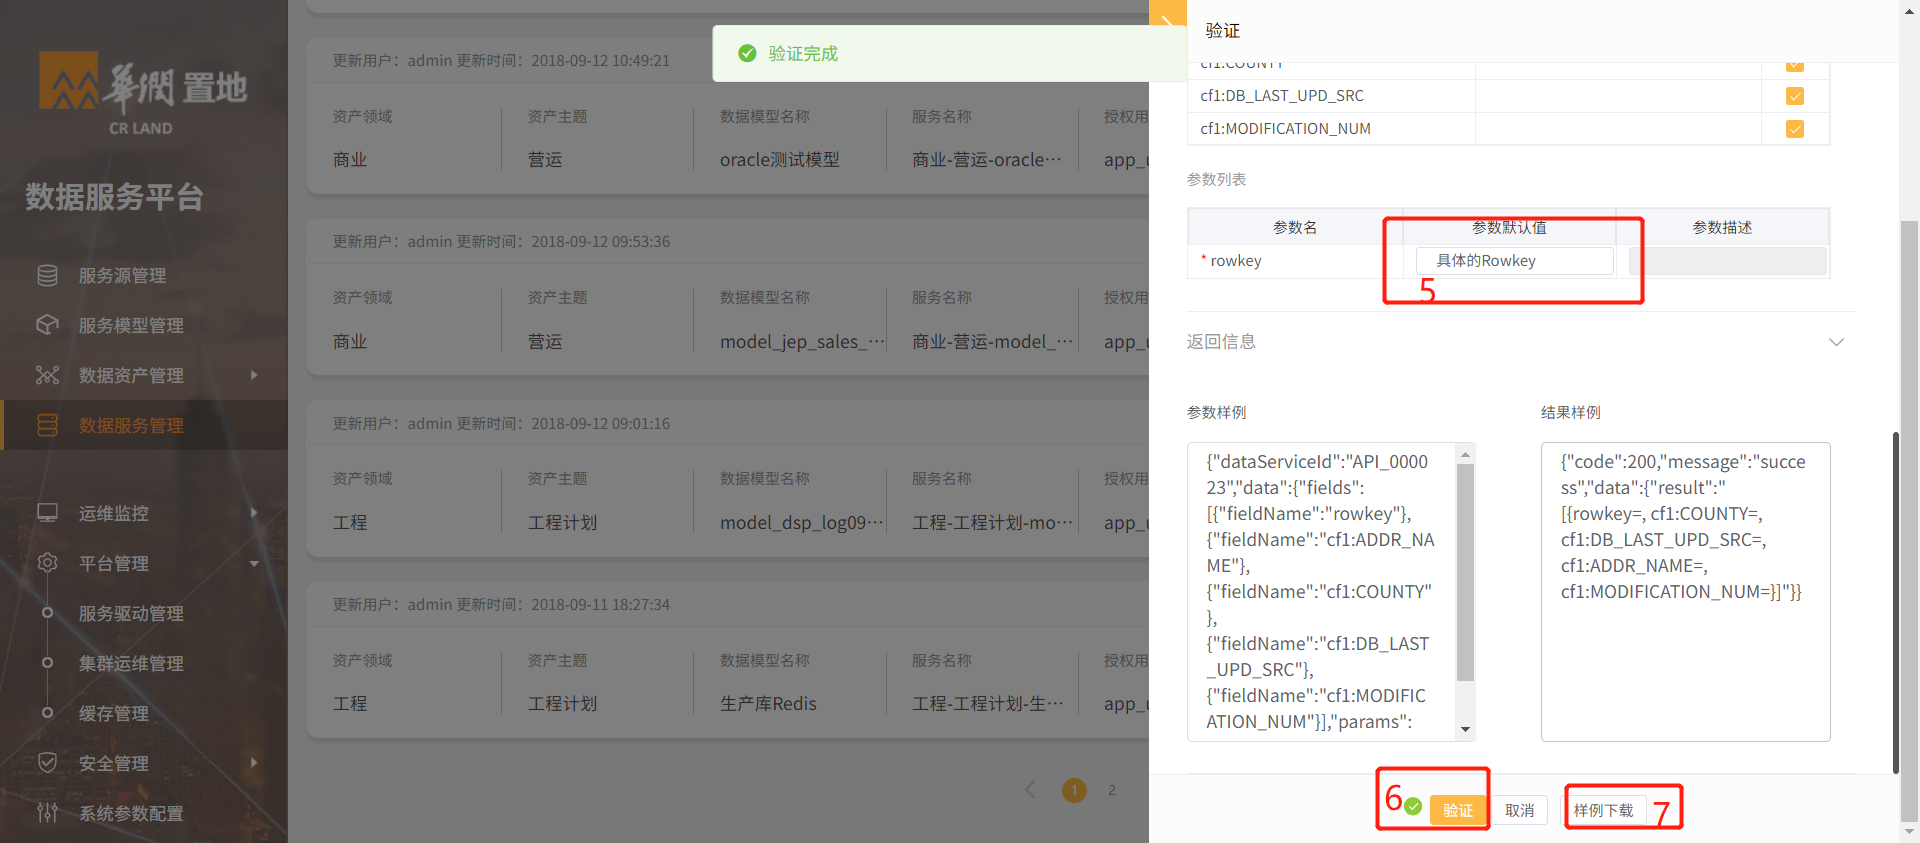 華潤置地
CR LAND
数据服务平台
服务源管理
服务模型管理
数据资产管理
数据服务管理
运维监控
平台管理
服务驱动管理
集群运维管理
缓存管理
安全管理
系统参数配置
更新用户：admin 更新时间：2018-09-12 10:49:21
资产领域 资产主题 数据模型名称 服务名称 授权用
商业 营运 oracle测试模型 商业-营运-oracle··· app_u
更新用户：admin 更新时间：2018-09-12 09:53:36
资产领域 资产主题 数据模型名称 服务名称 授权用
商业 营运 model_jep_sales_··· 商业-营运-model_··· app_u
更新用户：admin 更新时间：2018-09-12 09:01:16
资产领域 资产主题 数据模型名称 服务名称 授权用
工程 工程计划 model_dsp_log09··· 工程-工程计划-mo··· app_u
更新用户：admin 更新时间：2018-09-11 18:27:34
资产领域 资产主题 数据模型名称 服务名称 授权用
工程 工程计划 生产库Redis 工程-工程计划-生··· app_u
1 2
验证完成
验证
cf1:COUNTY
cf1:DB_LAST_UPD_SRC
cf1:MODIFICATION_NUM
参数列表
参数名 参数默认值 参数描述
* rowkey 具体的Rowkey
5
返回信息
参数样例
{"dataServiceId":"API_0000
23","data":{"fields":
[{"fieldName":"rowkey"},
{"fieldName":"cf1:ADDR_NA
ME"},
{"fieldName":"cf1:COUNTY"
},
{"fieldName":"cf1:DB_LAST
_UPD_SRC"},
{"fieldName":"cf1:MODIFIC
ATION_NUM"}],"params":
结果样例
{"code":200,"message":"succe
ss","data":{"result":"
[{rowkey=, cf1:COUNTY=,
cf1:DB_LAST_UPD_SRC=,
cf1:ADDR_NAME=,
cf1:MODIFICATION_NUM=}]"}}
6 验证 取消 样例下载 7